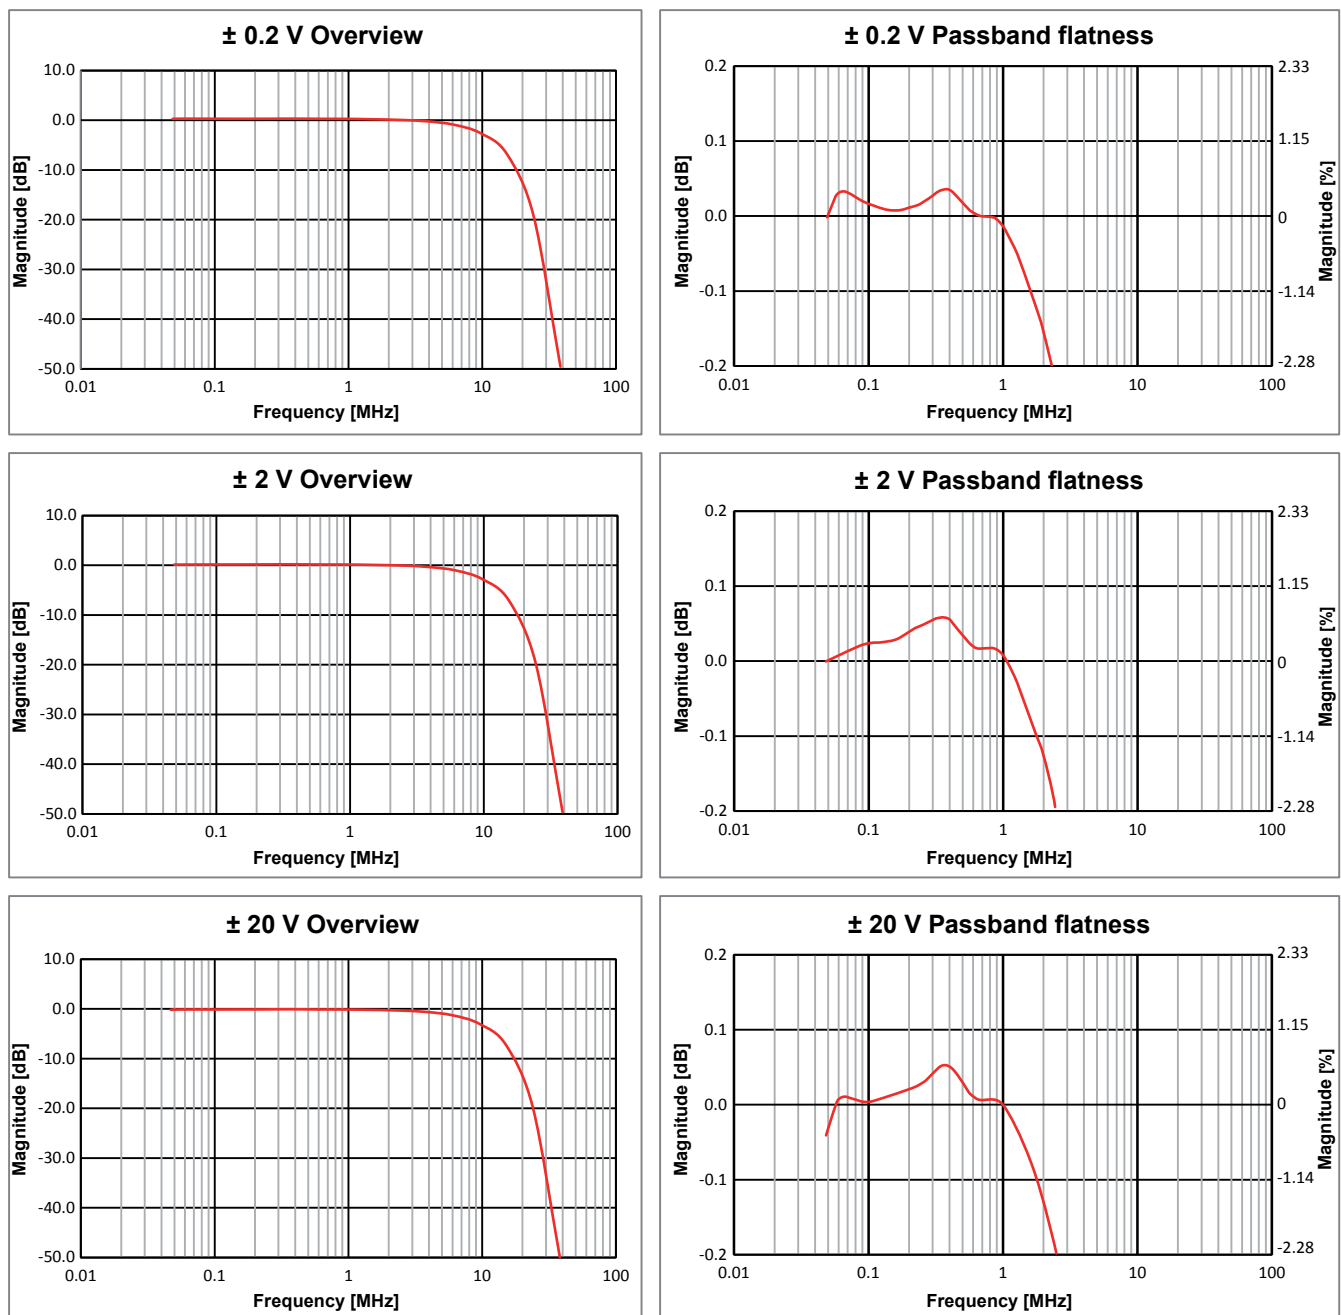 ± 0.2 V Overview
10.0
0.0
-10.0
-20.0
-30.0
-40.0
-50.0
Magnitude [dB]
0.01 0.1 1 10 100
Frequency [MHz]
± 0.2 V Passband flatness
0.2
0.1
0.0
-0.1
-0.2
Magnitude [dB]
2.33
1.15
0
-1.14
-2.28
Magnitude [%]
0.01 0.1 1 10 100
Frequency [MHz]
± 2 V Overview
10.0
0.0
-10.0
-20.0
-30.0
-40.0
-50.0
Magnitude [dB]
0.01 0.1 1 10 100
Frequency [MHz]
± 2 V Passband flatness
0.2
0.1
0.0
-0.1
-0.2
Magnitude [dB]
2.33
1.15
0
-1.14
-2.28
Magnitude [%]
0.01 0.1 1 10 100
Frequency [MHz]
± 20 V Overview
10.0
0.0
-10.0
-20.0
-30.0
-40.0
-50.0
Magnitude [dB]
0.01 0.1 1 10 100
Frequency [MHz]
± 20 V Passband flatness
0.2
0.1
0.0
-0.1
-0.2
Magnitude [dB]
2.33
1.15
0
-1.14
-2.28
Magnitude [%]
0.01 0.1 1 10 100
Frequency [MHz]